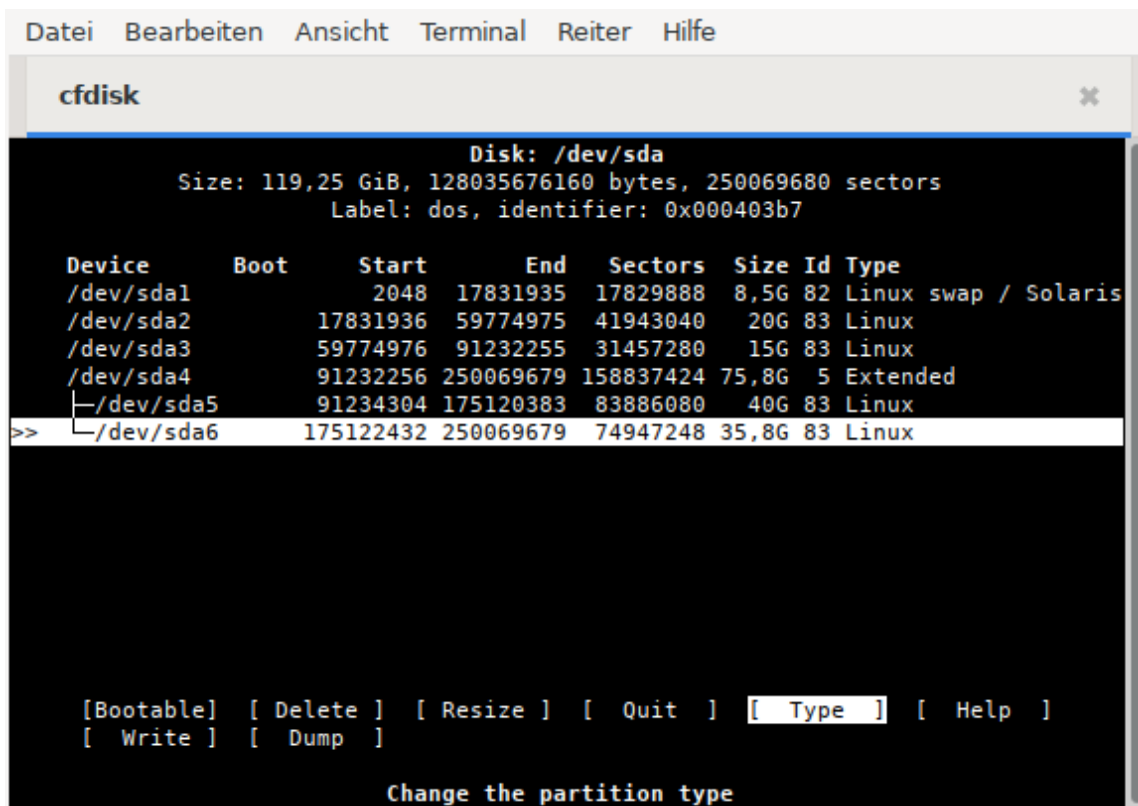 Datei Bearbeiten Ansicht Terminal Reiter Hilfe
cfdisk
Disk: /dev/sda
Size: 119,25 GiB, 128035676160 bytes, 250069680 sectors
Label: dos, identifier: 0x000403b7
Device Boot Start End Sectors Size Id Type
/dev/sda1 2048 17831935 17829888 8,5G 82 Linux swap / Solaris
/dev/sda2 17831936 59774975 41943040 20G 83 Linux
/dev/sda3 59774976 91232255 31457280 15G 83 Linux
/dev/sda4 91232256 250069679 158837424 75,8G 5 Extended
├─/dev/sda5 91234304 175120383 83886080 40G 83 Linux
>> └─/dev/sda6 175122432 250069679 74947248 35,8G 83 Linux
[Bootable] [ Delete ] [ Resize ] [ Quit ] [ Type ] [ Help ]
[ Write ] [ Dump ]
Change the partition type